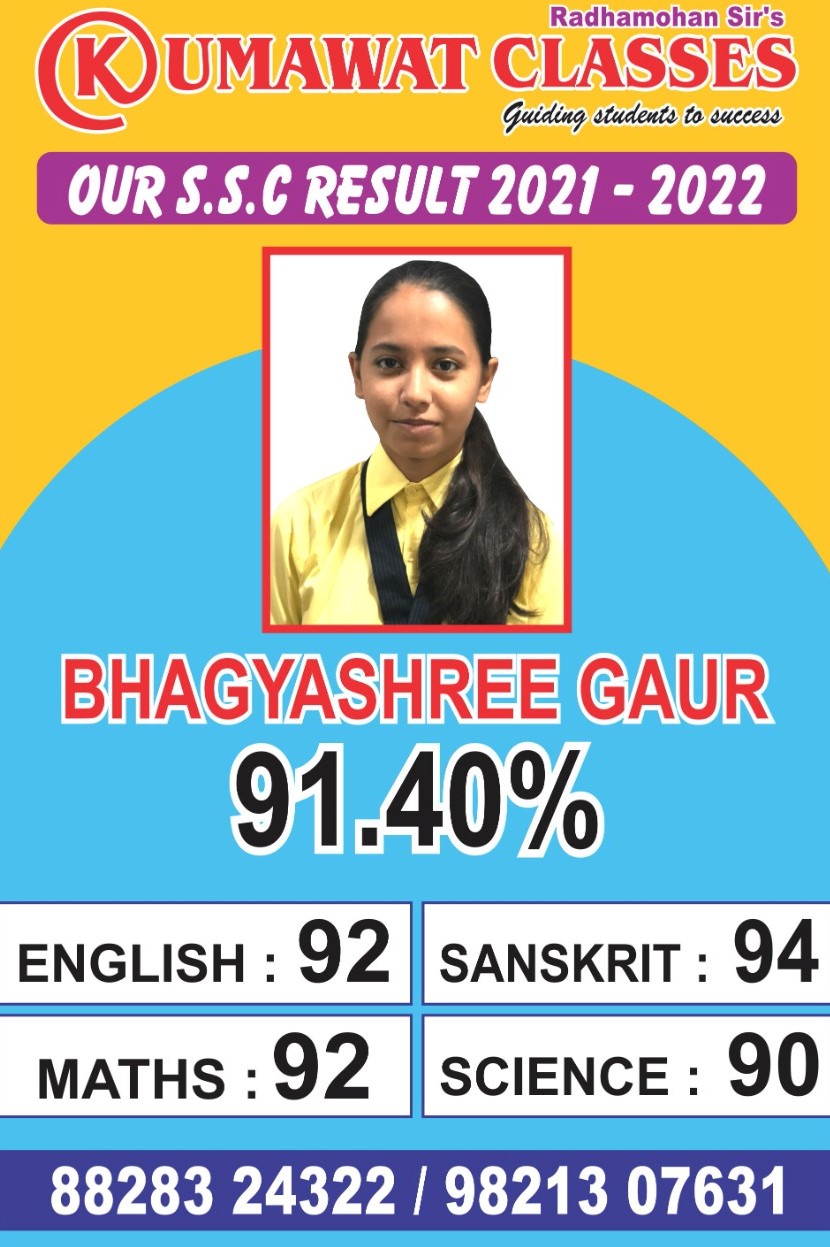 Radhamohan Sir's
KUMAWAT CLASSES
Guiding students to success
OUR S.S.C RESULT 2021 - 2022
BHAGYASHREE GAUR
91.40%
ENGLISH : 92
SANSKRIT : 94
MATHS : 92
SCIENCE : 90
88283 24322 / 98213 07631